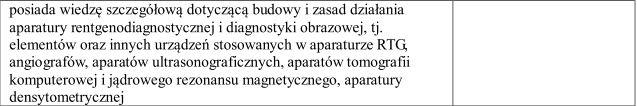 posiada wiedzę szczegółową dotyczącą budowy i zasad działania
aparatury rentgenodiagnostycznej i diagnostyki obrazowej, tj.
elementów oraz innych urządzeń stosowanych w aparaturze RTG,
angiografów, aparatów ultrasonograficznych, aparatów tomografii
komputerowej i jądrowego rezonansu magnetycznego, aparatury
densytometrycznej